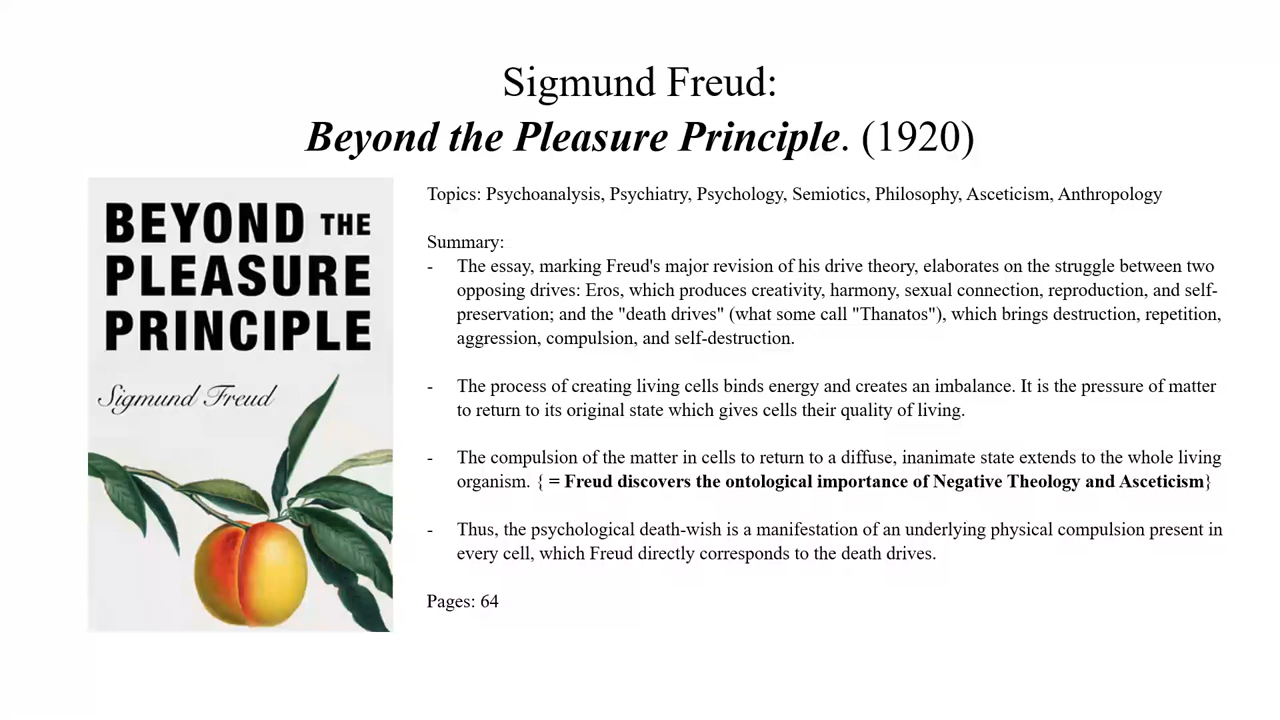 Sigmund Freud:
Beyond the Pleasure Principle. (1920)
BEYOND THE
PLEASURE
PRINCIPLE
Sigmund Freud
Topics: Psychoanalysis, Psychiatry, Psychology, Semiotics, Philosophy, Asceticism, Anthropology
Summary:
- The essay, marking Freud's major revision of his drive theory, elaborates on the struggle between two
opposing drives: Eros, which produces creativity, harmony, sexual connection, reproduction, and self-
preservation; and the "death drives" (what some call "Thanatos"), which brings destruction, repetition,
aggression, compulsion, and self-destruction.
- The process of creating living cells binds energy and creates an imbalance. It is the pressure of matter
to return to its original state which gives cells their quality of living.
- The compulsion of the matter in cells to return to a diffuse, inanimate state extends to the whole living
organism. { = Freud discovers the ontological importance of Negative Theology and Asceticism}
- Thus, the psychological death-wish is a manifestation of an underlying physical compulsion present in
every cell, which Freud directly corresponds to the death drives.
Pages: 64